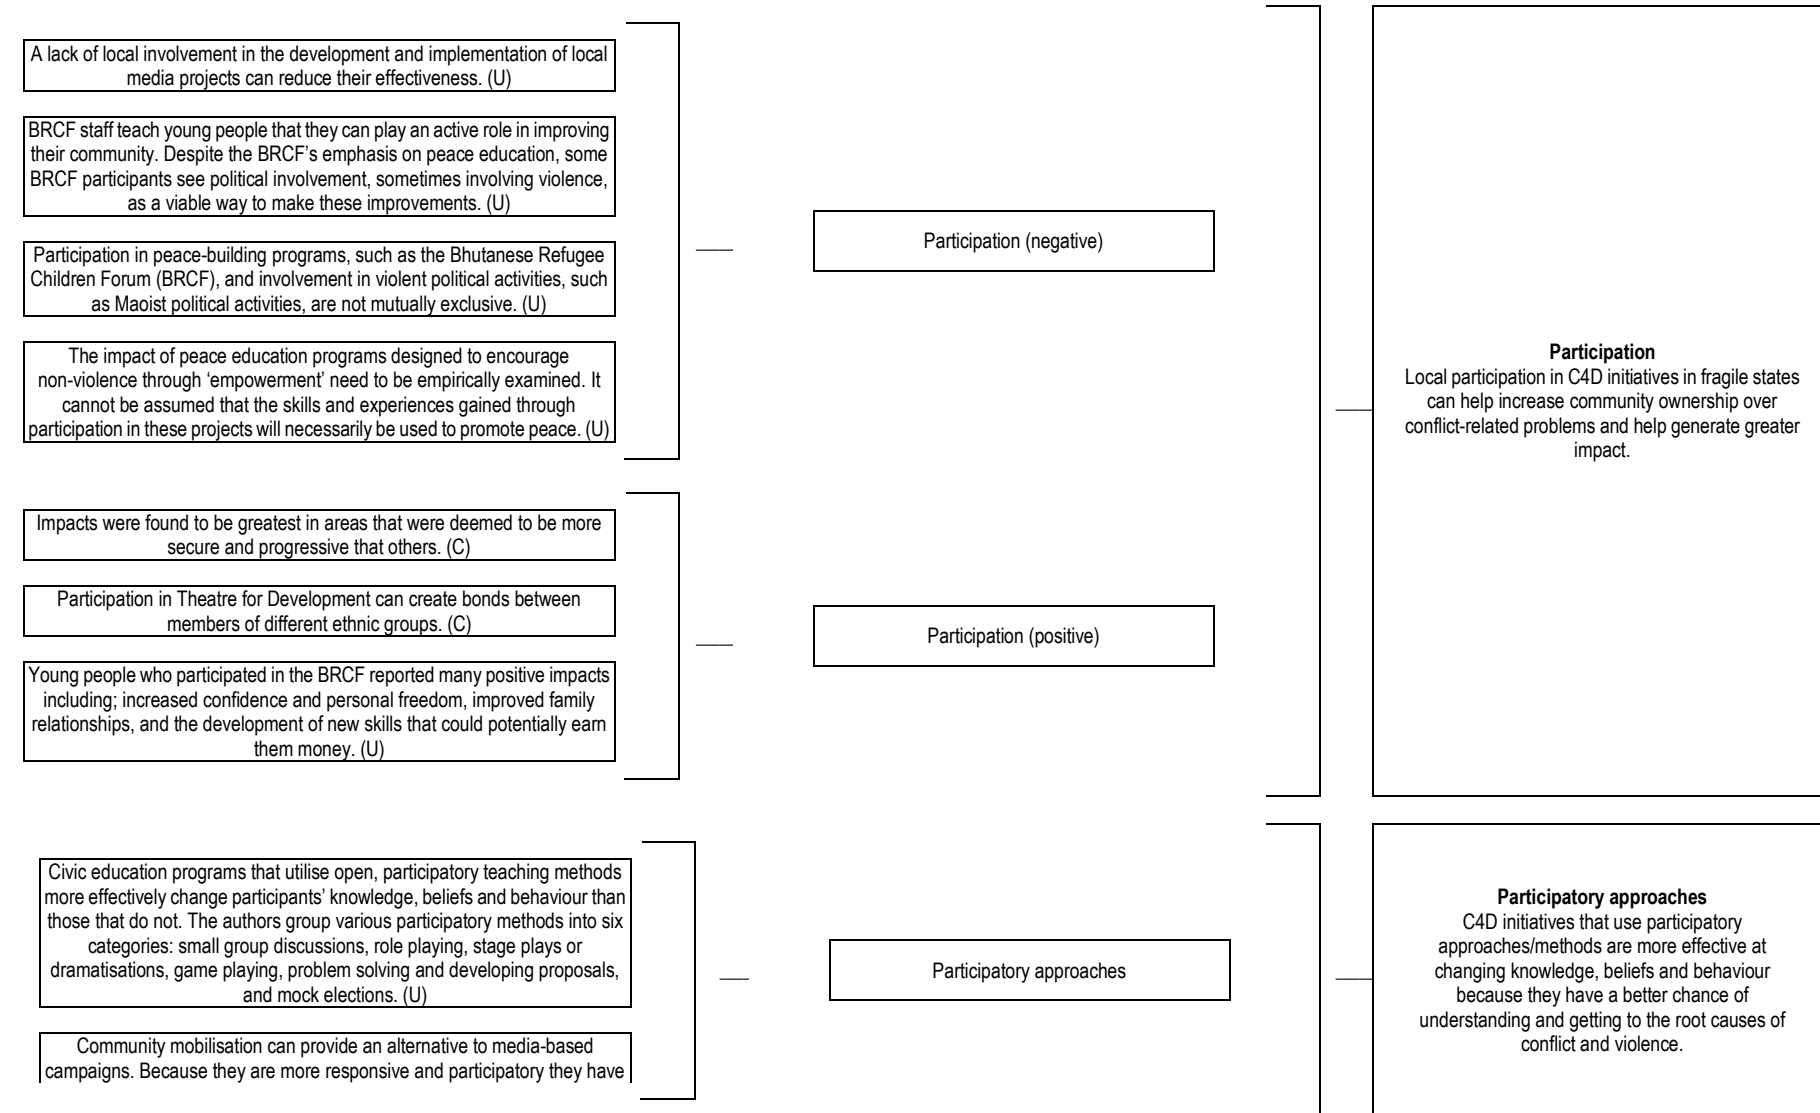 A lack of local involvement in the development and implementation of local
media projects can reduce their effectiveness. (U)
BRCF staff teach young people that they can play an active role in improving
their community. Despite the BRCF’s emphasis on peace education, some
BRCF participants see political involvement, sometimes involving violence,
as a viable way to make these improvements. (U)
Participation in peace-building programs, such as the Bhutanese Refugee
Children Forum (BRCF), and involvement in violent political activities, such
as Maoist political activities, are not mutually exclusive. (U)
The impact of peace education programs designed to encourage
non-violence through ‘empowerment’ need to be empirically examined. It
cannot be assumed that the skills and experiences gained through
participation in these projects will necessarily be used to promote peace. (U)
Participation (negative)
Impacts were found to be greatest in areas that were deemed to be more
secure and progressive that others. (C)
Participation in Theatre for Development can create bonds between
members of different ethnic groups. (C)
Young people who participated in the BRCF reported many positive impacts
including; increased confidence and personal freedom, improved family
relationships, and the development of new skills that could potentially earn
them money. (U)
Participation (positive)
Participation
Local participation in C4D initiatives in fragile states
can help increase community ownership over
conflict-related problems and help generate greater
impact.
Civic education programs that utilise open, participatory teaching methods
more effectively change participants’ knowledge, beliefs and behaviour than
those that do not. The authors group various participatory methods into six
categories: small group discussions, role playing, stage plays or
dramatisations, game playing, problem solving and developing proposals,
and mock elections. (U)
Community mobilisation can provide an alternative to media-based
campaigns. Because they are more responsive and participatory they have
Participatory approaches
Participatory approaches
C4D initiatives that use participatory
approaches/methods are more effective at
changing knowledge, beliefs and behaviour
because they have a better chance of
understanding and getting to the root causes of
conflict and violence.